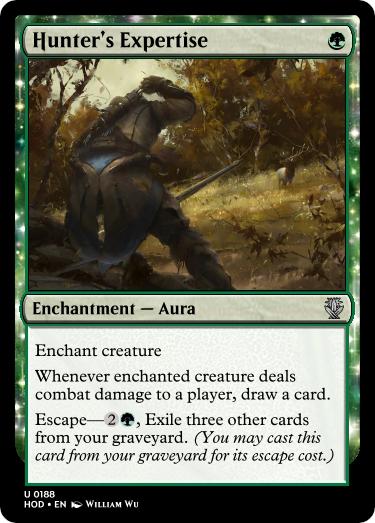 Hunter's Expertise
Enchantment — Aura
Enchant creature
Whenever enchanted creature deals
combat damage to a player, draw a card.
Escape—2, Exile three other cards
from your graveyard. (You may cast this
card from your graveyard for its escape cost.)
U 0188
HOD • EN William Wu